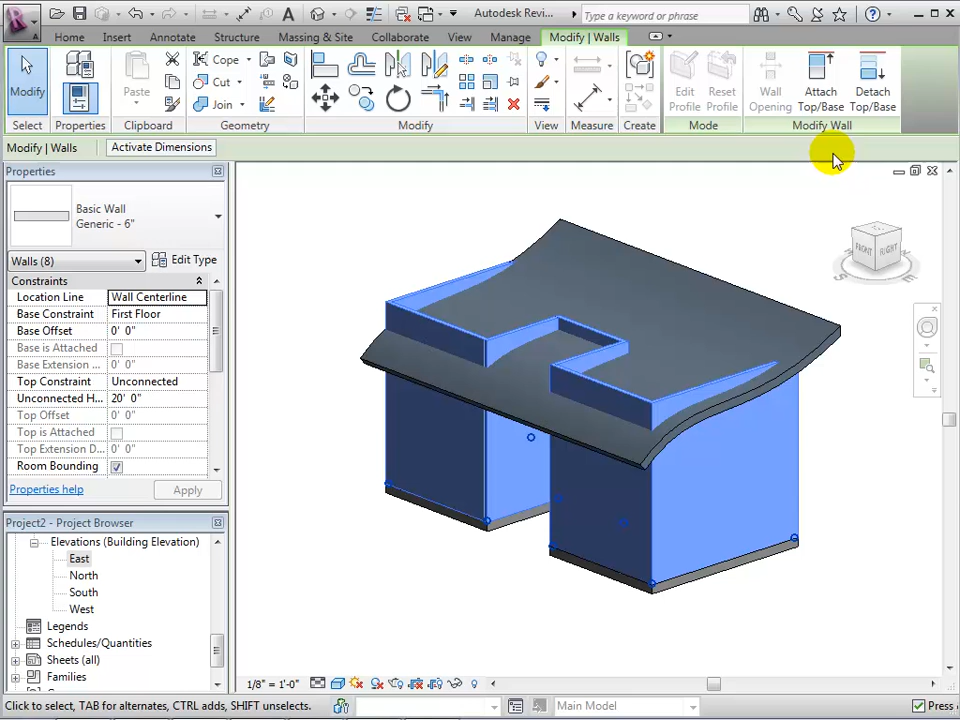 Autodesk Revi...
Type a keyword or phrase
Home Insert Annotate Structure Massing & Site Collaborate View Manage Modify | Walls
Modify
Paste
Cope
Cut
Join
Edit Profile
Reset Profile
Wall Opening
Attach Top/Base
Detach Top/Base
Select Properties Clipboard Geometry Modify View Measure Create Mode Modify Wall
Modify | Walls Activate Dimensions
Properties
Basic Wall
Generic - 6"
Walls (8) Edit Type
Constraints
Location Line Wall Centerline
Base Constraint First Floor
Base Offset 0' 0"
Base is Attached
Base Extension ... 0' 0"
Top Constraint Unconnected
Unconnected H... 20' 0"
Top Offset 0' 0"
Top is Attached
Top Extension D... 0' 0"
Room Bounding
Properties help Apply
Project2 - Project Browser
Elevations (Building Elevation)
East
North
South
West
Legends
Schedules/Quantities
Sheets (all)
Families
FRONT RIGHT
S
1/8" = 1'-0"
Click to select, TAB for alternates, CTRL adds, SHIFT unselects.
Main Model
Press